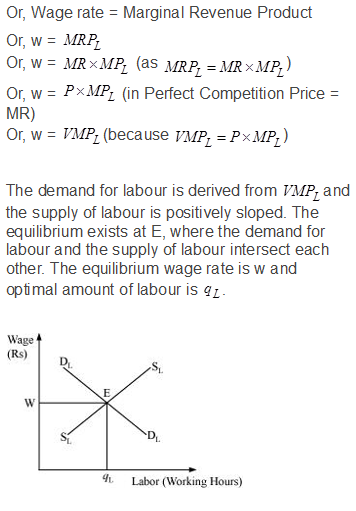 Or, Wage rate = Marginal Revenue Product
Or, w = MRP_L
Or, w = MR × MP_L (as MRP_L = MR × MP_L)
Or, w = P × MP_L (in Perfect Competition Price =
MR)
Or, w = VMP_L (because VMP_L = P × MP_L)
The demand for labour is derived from VMP_L and
the supply of labour is positively sloped. The
equilibrium exists at E, where the demand for
labour and the supply of labour intersect each
other. The equilibrium wage rate is w and
optimal amount of labour is q_L.
Wage
(Rs)
D_L
S_L
E
W
S_L
D_L
q_L
Labor (Working Hours)